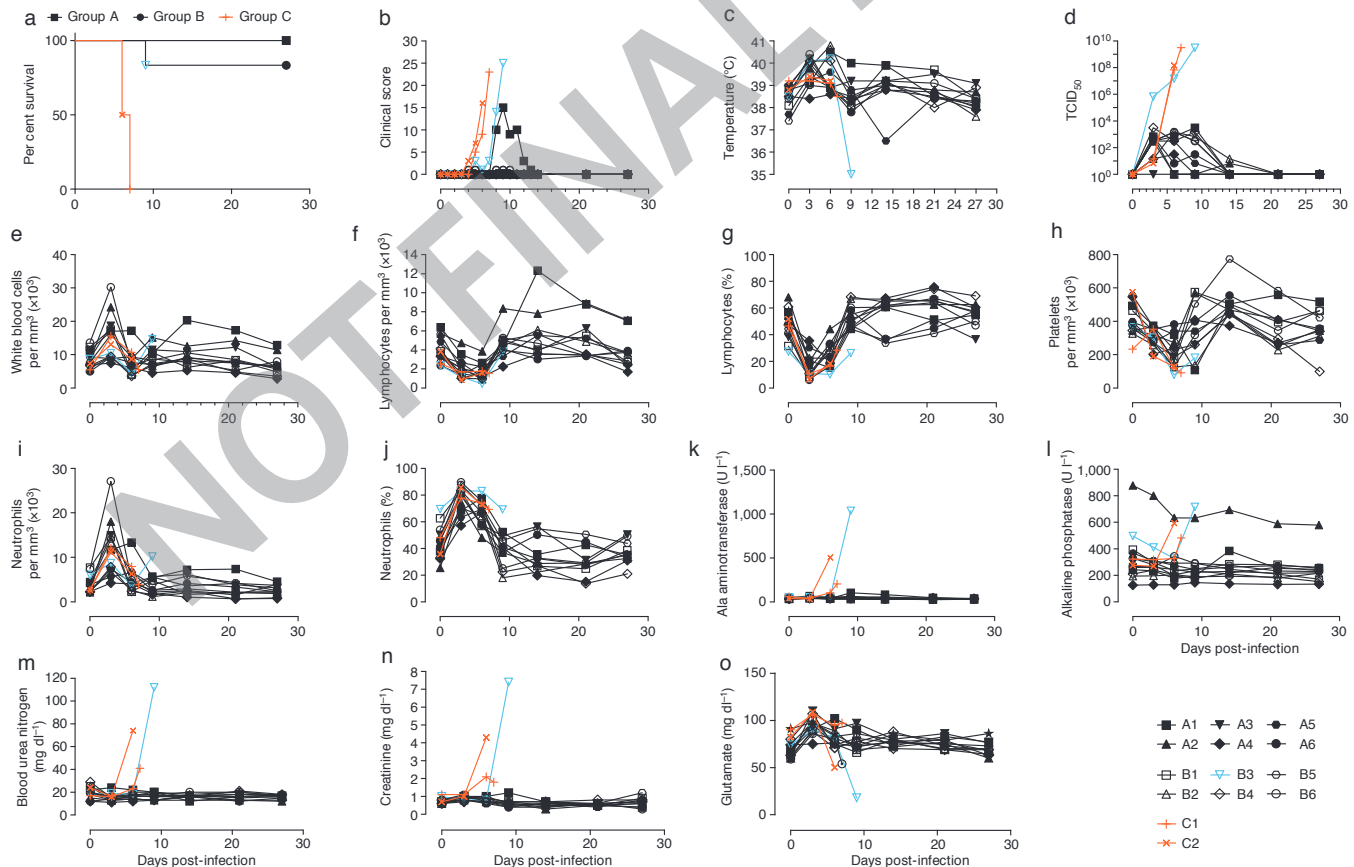 a
Group A
Group B
Group C
Per cent survival
100
50
0
0 10 20 30
b
Clinical score
30
25
20
15
10
5
0
0 10 20 30
c
Temperature (°C)
41
40
39
38
37
36
35
0 3 6 9 12 15 18 21 24 27 30
d
TCID50
10^10
10^8
10^6
10^4
10^2
10^0
0 5 10 15 20 25 30
e
White blood cells
per mm³ (×10³)
40
30
20
10
0
0 10 20 30
f
Lymphocytes per mm³ (×10³)
14
12
10
8
6
4
2
0
0 10 20 30
g
Lymphocytes (%)
100
80
60
40
20
0
0 10 20 30
h
Platelets
per mm³ (×10³)
800
600
400
200
0
0 10 20 30
i
Neutrophils
per mm³ (×10³)
30
20
10
0
0 10 20 30
j
Neutrophils (%)
100
80
60
40
20
0 10 20 30
k
Ala aminotransferase (U l⁻¹)
1,500
1,000
500
0
0 10 20 30
l
Alkaline phosphatase (U l⁻¹)
1,000
800
600
400
200
0
0 10 20 30
Days post-infection
m
Blood urea nitrogen
(mg dl⁻¹)
120
100
80
60
40
20
0
0 10 20 30
Days post-infection
n
Creatinine (mg dl⁻¹)
8
7
6
5
4
3
2
1
0
0 10 20 30
Days post-infection
o
Glutamate (mg dl⁻¹)
150
100
50
0
0 10 20 30
Days post-infection
A1 A3 A5
A2 A4 A6
B1 B3 B5
B2 B4 B6
C1
C2
NOT FINAL